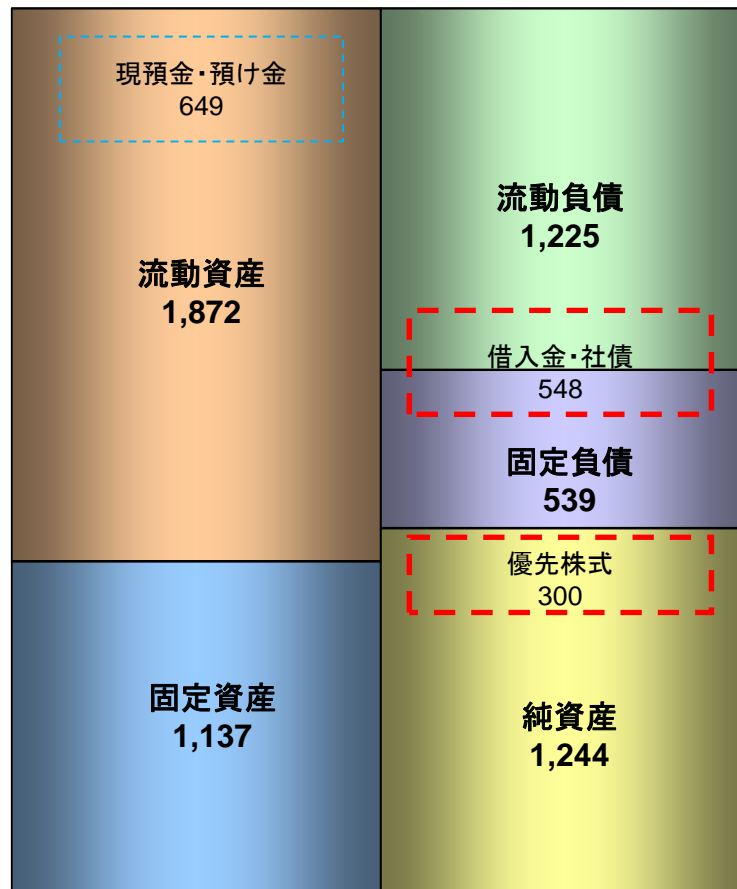 現預金・預け金
649
流動資産
1,872
固定資産
1,137
流動負債
1,225
借入金・社債
548
固定負債
539
優先株式
300
純資産
1,244